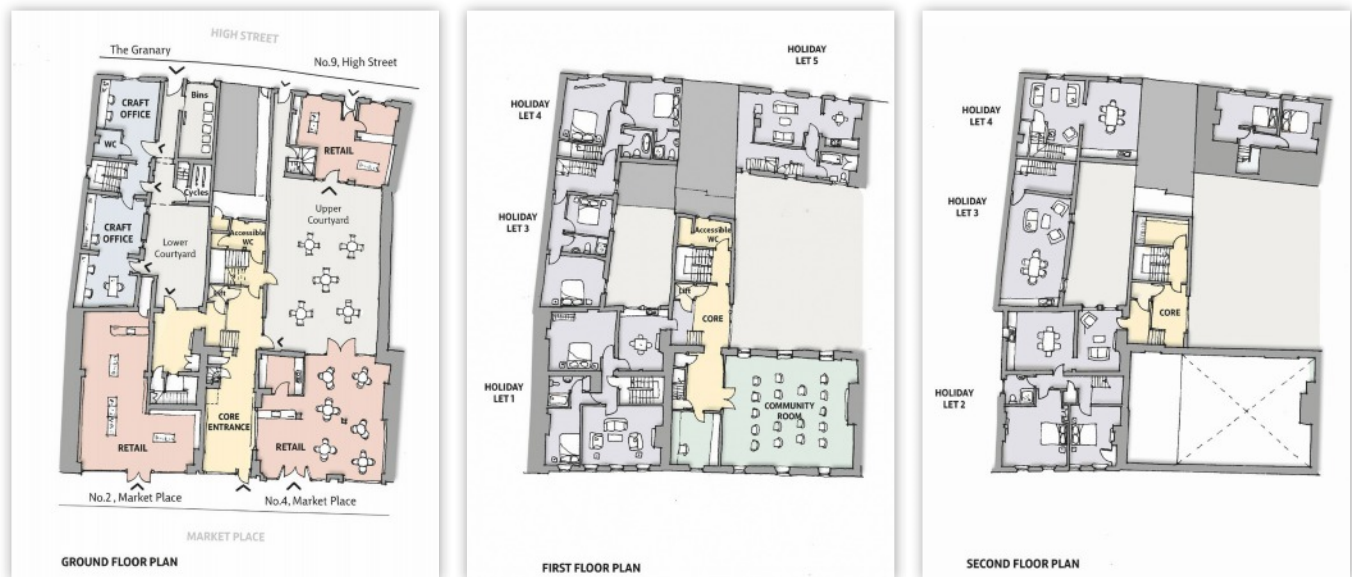 HIGH STREET
The Granary
No.9, High Street
CRAFT
OFFICE
Bins
WC
RETAIL
Cycles
Upper
Courtyard
CRAFT
OFFICE
Lower
Courtyard
Accessible
WC
Lift
CORE
ENTRANCE
RETAIL
RETAIL
No.2, Market Place
No.4, Market Place
MARKET PLACE
GROUND FLOOR PLAN
HOLIDAY
LET 5
HOLIDAY
LET 4
HOLIDAY
LET 3
Accessible
WC
Lift
CORE
HOLIDAY
LET 1
COMMUNITY
ROOM
FIRST FLOOR PLAN
HOLIDAY
LET 4
HOLIDAY
LET 3
CORE
HOLIDAY
LET 2
SECOND FLOOR PLAN